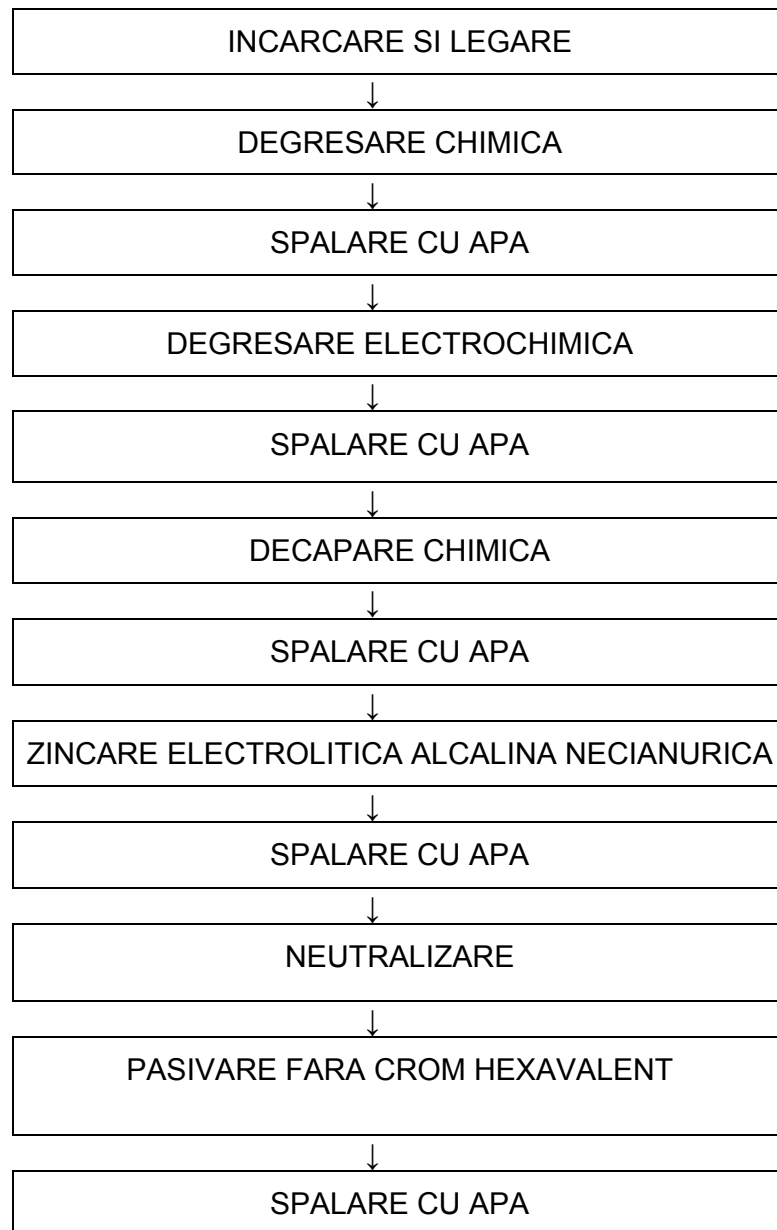 INCARCARE SI LEGARE
↓
DEGRESARE CHIMICA
↓
SPALARE CU APA
↓
DEGRESARE ELECTROCHIMICA
↓
SPALARE CU APA
↓
DECAPARE CHIMICA
↓
SPALARE CU APA
↓
ZINCARE ELECTROLITICA ALCALINA NECIANURICA
↓
SPALARE CU APA
↓
NEUTRALIZARE
↓
PASIVARE FARA CROM HEXAVALENT
↓
SPALARE CU APA